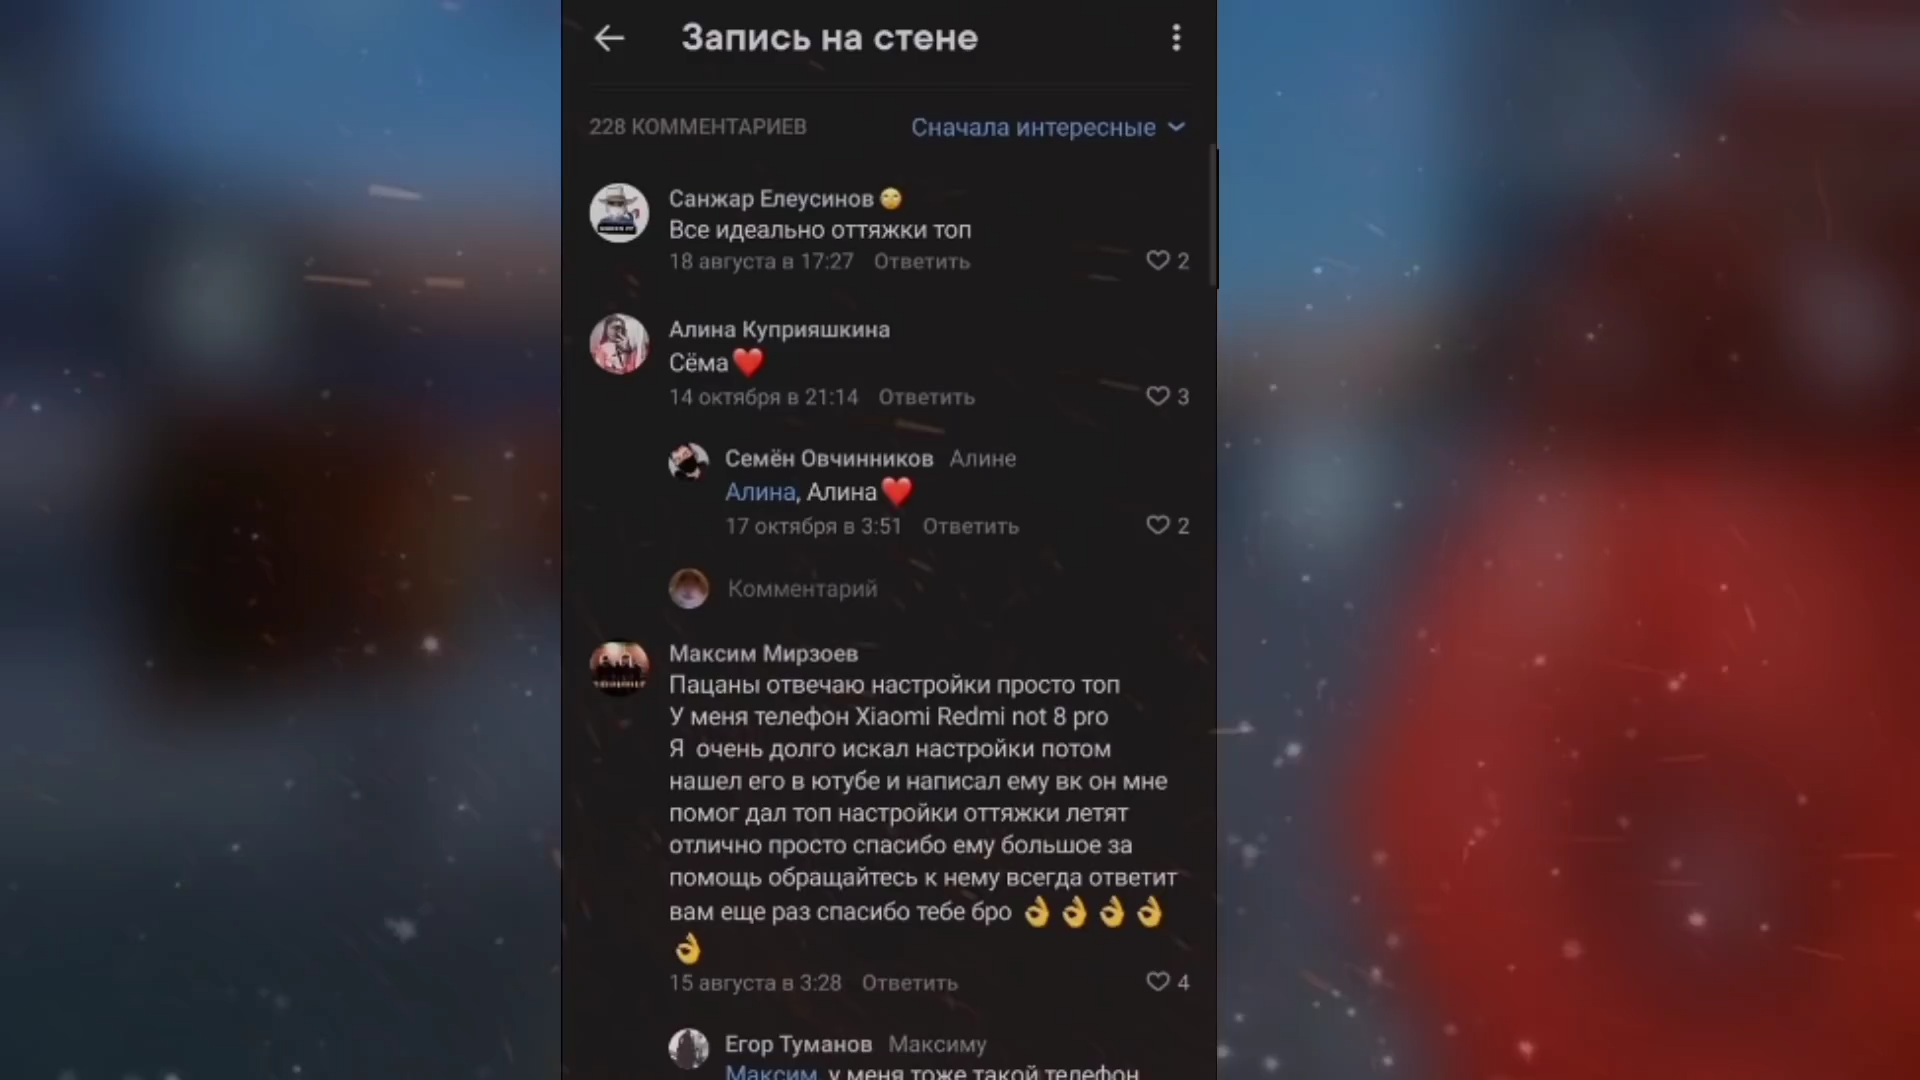 Запись на стене
228 КОММЕНТАРИЕВ
Сначала интересные
Санжар Елеусинов 🙄
Все идеально оттяжки топ
18 августа в 17:27 Ответить 2
Алина Куприяшкина
Сёма❤️
14 октября в 21:14 Ответить 3
Семён Овчинников Алине
Алина, Алина❤️
17 октября в 3:51 Ответить 2
Комментарий
Максим Мирзоев
Пацаны отвечаю настройки просто топ
У меня телефон Xiaomi Redmi not 8 pro
Я очень долго искал настройки потом
нашел его в ютубе и написал ему вк он мне
помог дал топ настройки оттяжки летят
отлично просто спасибо ему большое за
помощь обращайтесь к нему всегда ответит
вам еще раз спасибо тебе бро 👌👌👌👌
👌
15 августа в 3:28 Ответить 4
Егор Туманов Максиму
Максим, у меня тоже такой телефон